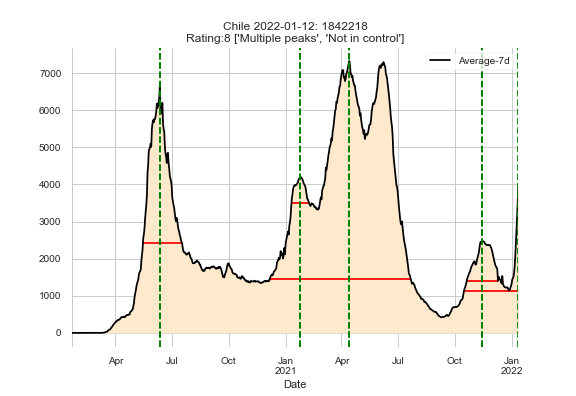 Chile 2022-01-12: 1842218
Rating:8 ['Multiple peaks', 'Not in control']
Average-7d
7000
6000
5000
4000
3000
2000
1000
0
Apr Jul Oct Jan Apr Jul Oct Jan
2021 2022
Date